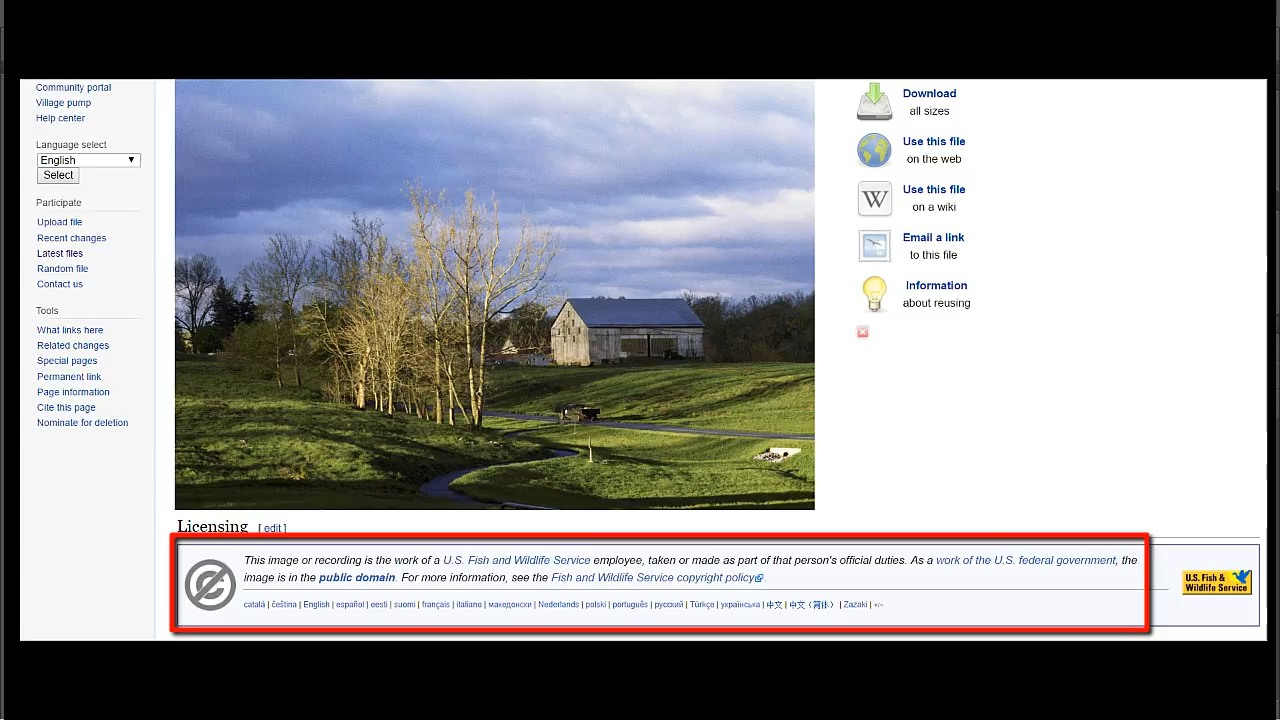 Community portal
Village pump
Help center
Language select
English
Select
Participate
Upload file
Recent changes
Latest files
Random file
Contact us
Tools
What links here
Related changes
Special pages
Permanent link
Page information
Cite this page
Nominate for deletion
Download
all sizes
Use this file
on the web
W
Use this file
on a wiki
Email a link
to this file
Information
about reusing
Licensing [ edit ]
This image or recording is the work of a U.S. Fish and Wildlife Service employee, taken or made as part of that person's official duties. As a work of the U.S. federal government, the
image is in the public domain. For more information, see the Fish and Wildlife Service copyright policy.
català | čeština | English | español | eesti | suomi | français | italiano | македонски | Nederlands | polski | português | русский | Türkçe | українська | 中文 | 中文（简体） | Zazaki | +/−
U.S. Fish &
Wildlife Service